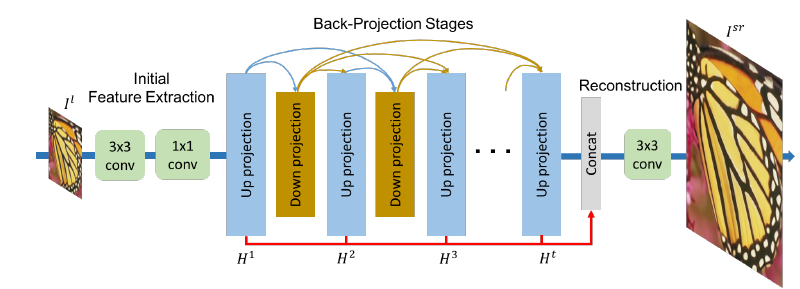 Back-Projection Stages
Initial
Feature Extraction
Reconstruction
I^l
I^{sr}
3x3
conv
1x1
conv
Up projection
Down projection
Up projection
Down projection
Up projection
. . .
Up projection
Concat
3x3
conv
H^1
H^2
H^3
H^t